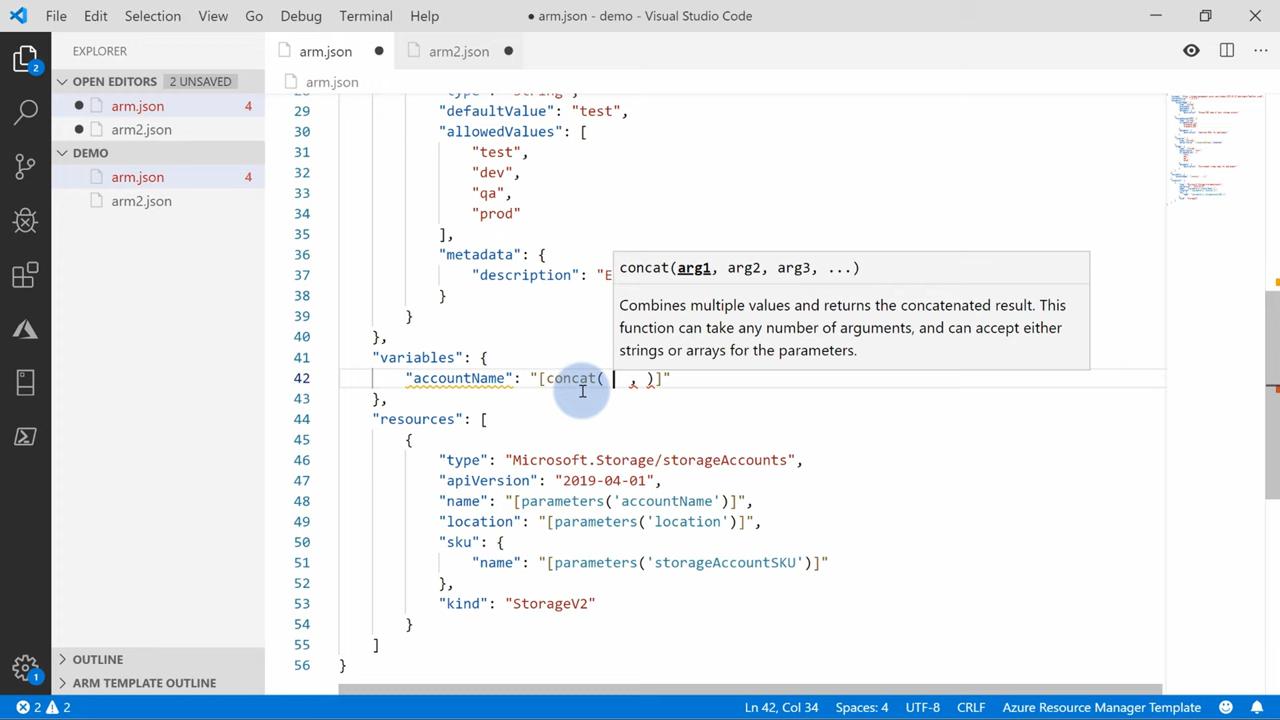 File Edit Selection View Go Debug Terminal Help
arm.json - demo - Visual Studio Code
EXPLORER
arm.json
arm2.json
OPEN EDITORS 2 UNSAVED
arm.json
arm.json 4
arm2.json
DEMO
arm.json 4
arm2.json
OUTLINE
ARM TEMPLATE OUTLINE
2
1
29 "defaultValue": "test",
30 "allowedValues": [
31 "test",
32 "dev",
33 "qa",
34 "prod"
35 ],
36 "metadata": {
37 "description": "E
38 }
39 }
40 },
41 "variables": {
42 "accountName": "[concat( , )]"
43 },
44 "resources": [
45 {
46 "type": "Microsoft.Storage/storageAccounts",
47 "apiVersion": "2019-04-01",
48 "name": "[parameters('accountName')]",
49 "location": "[parameters('location')]",
50 "sku": {
51 "name": "[parameters('storageAccountSKU')]"
52 },
53 "kind": "StorageV2"
54 }
55 ]
56 }
concat(arg1, arg2, arg3, ...)
Combines multiple values and returns the concatenated result. This
function can take any number of arguments, and can accept either
strings or arrays for the parameters.
2 2 Ln 42, Col 34 Spaces: 4 UTF-8 CRLF Azure Resource Manager Template